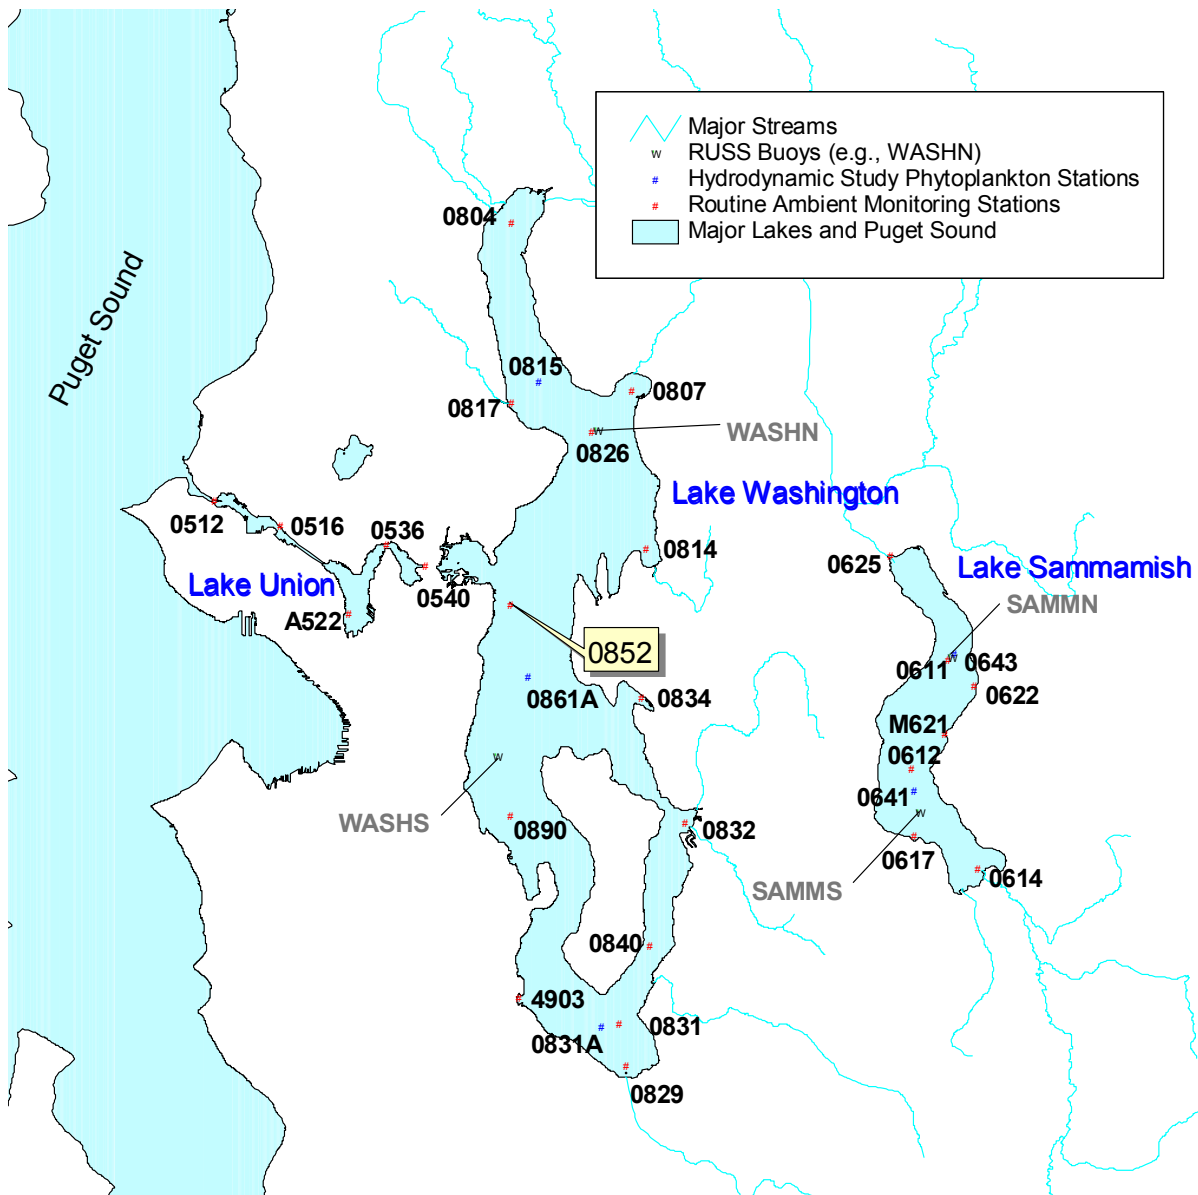 Major Streams
w RUSS Buoys (e.g., WASHN)
# Hydrodynamic Study Phytoplankton Stations
# Routine Ambient Monitoring Stations
Major Lakes and Puget Sound
0804
Puget Sound
0815
0807
0817
WASHN
0826
Lake Washington
0512
0516
0536
0814
0625
Lake Sammamish
Lake Union
0540
SAMMN
A522
0852
0611
0643
0861A
0834
0622
M621
0612
0641
WASHS
0890
0832
0617
SAMMS
0614
0840
4903
0831
0831A
0829